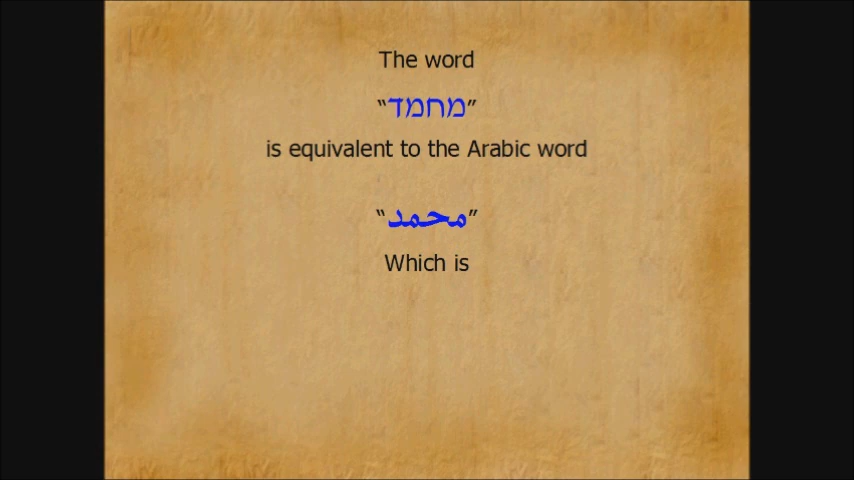 The word
“מחמד”
is equivalent to the Arabic word
“محمد”
Which is